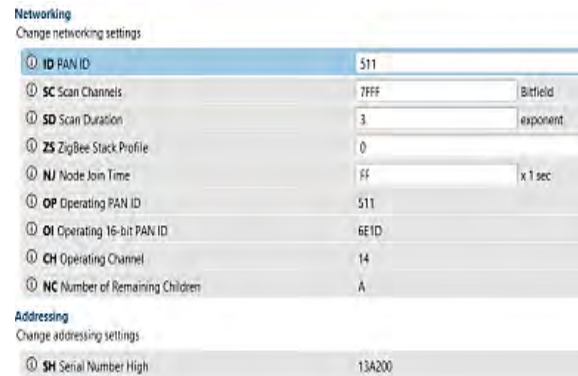 Networking
Change networking settings
ID PAN ID 511
SC Scan Channels 7FFF Bitfield
SD Scan Duration 3 exponent
ZS ZigBee Stack Profile 0
NJ Node Join Time FF x 1 sec
OP Operating PAN ID 511
OI Operating 16-bit PAN ID 6E1D
CH Operating Channel 14
NC Number of Remaining Children A
Addressing
Change addressing settings
SH Serial Number High 13A200